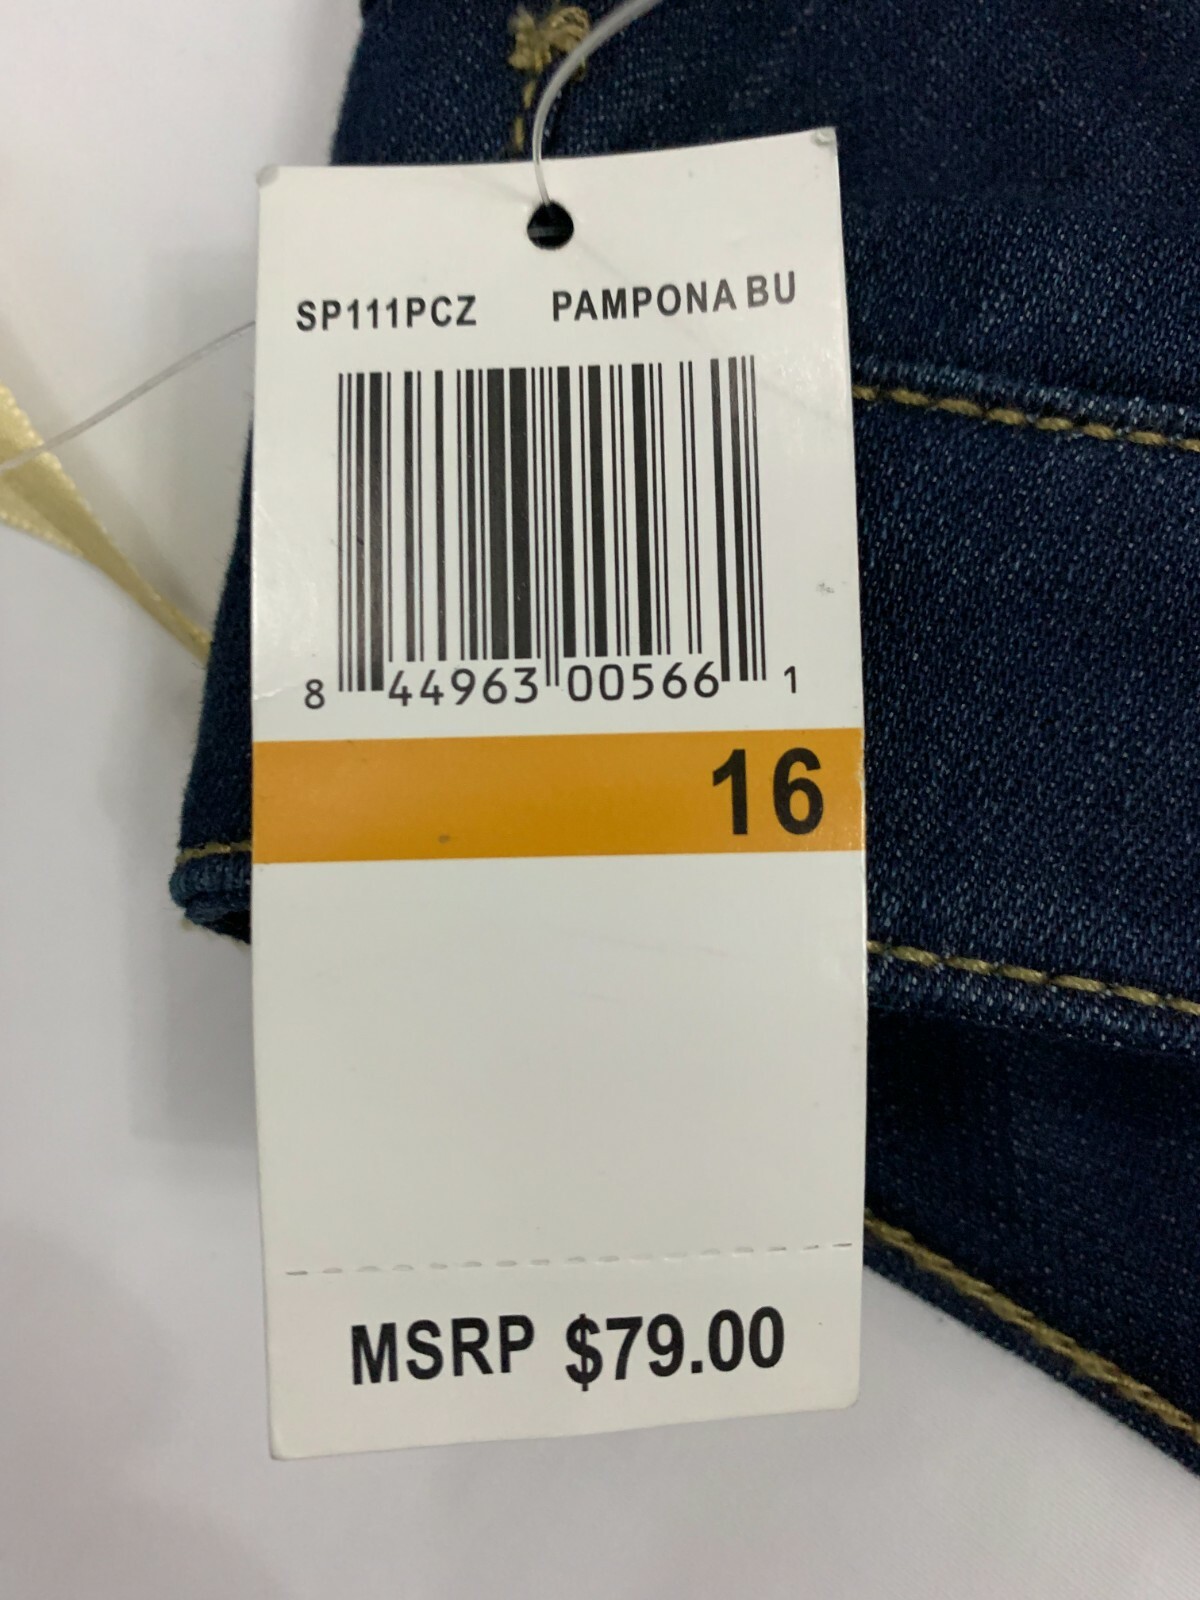 SP111PCZ PAMPONA BU
8 44963 00566 1
16
MSRP $79.00